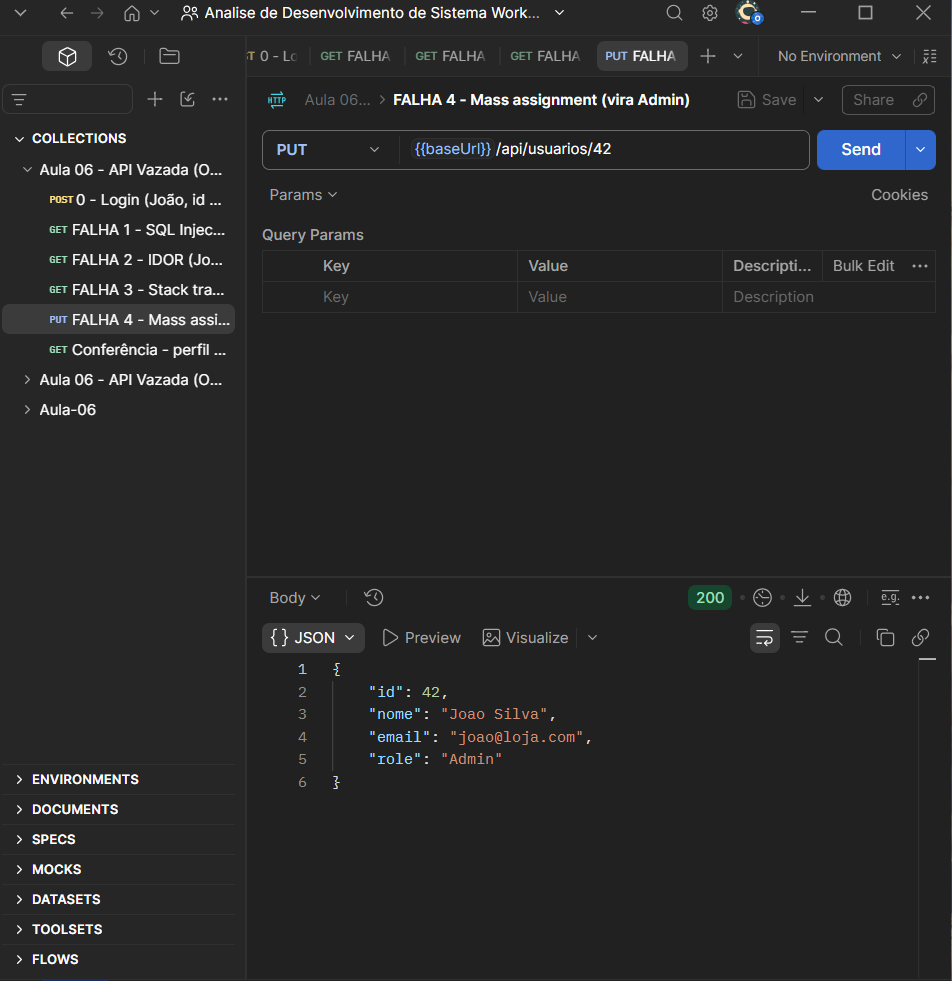 Analise de Desenvolvimento de Sistema Work...
0 - Lo
GET FALHA
GET FALHA
GET FALHA
PUT FALHA
No Environment
HTTP
Aula 06... > FALHA 4 - Mass assignment (vira Admin)
Save
Share
COLLECTIONS
Aula 06 - API Vazada (O...
POST 0 - Login (João, id ...
GET FALHA 1 - SQL Injec...
GET FALHA 2 - IDOR (Jo...
GET FALHA 3 - Stack tra...
PUT FALHA 4 - Mass assi...
GET Conferência - perfil ...
Aula 06 - API Vazada (O...
Aula-06
ENVIRONMENTS
DOCUMENTS
SPECS
MOCKS
DATASETS
TOOLSETS
FLOWS
PUT
{{baseUrl}} /api/usuarios/42
Send
Params
Cookies
Query Params
Key Value Descripti... Bulk Edit
Key Value Description
Body
200
e.g.
{} JSON
Preview
Visualize
1 {
2 "id": 42,
3 "nome": "Joao Silva",
4 "email": "joao@loja.com",
5 "role": "Admin"
6 }